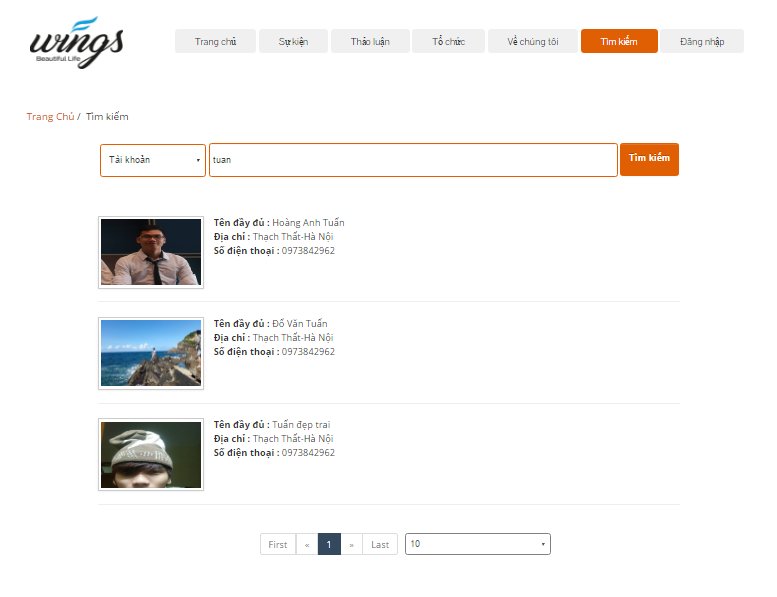 wings
Beautiful Life
Trang chủ Sự kiện Thảo luận Tổ chức Về chúng tôi Tìm kiếm Đăng nhập
Trang Chủ / Tìm kiếm
Tài khoản tuan Tìm kiếm
Tên đầy đủ : Hoàng Anh Tuấn
Địa chỉ : Thạch Thất-Hà Nội
Số điện thoại : 0973842962
Tên đầy đủ : Đỗ Văn Tuấn
Địa chỉ : Thạch Thất-Hà Nội
Số điện thoại : 0973842962
Tên đầy đủ : Tuấn đẹp trai
Địa chỉ : Thạch Thất-Hà Nội
Số điện thoại : 0973842962
First « 1 » Last 10